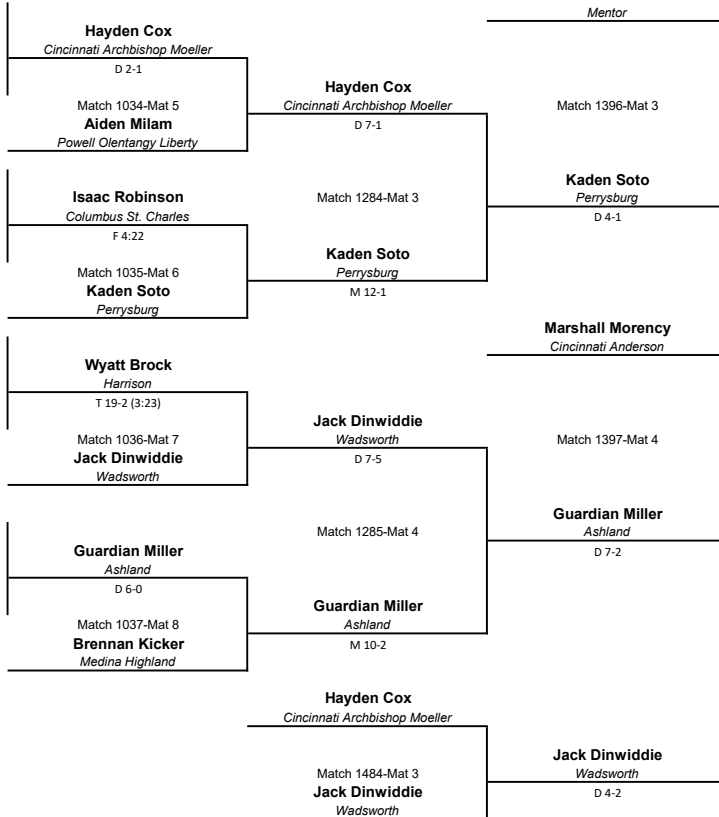 Mentor
Hayden Cox
Cincinnati Archbishop Moeller
D 2-1
Hayden Cox
Cincinnati Archbishop Moeller
D 7-1
Match 1034-Mat 5
Aiden Milam
Powell Olentangy Liberty
Match 1396-Mat 3
Kaden Soto
Perrysburg
D 4-1
Isaac Robinson
Columbus St. Charles
F 4:22
Match 1284-Mat 3
Kaden Soto
Perrysburg
M 12-1
Match 1035-Mat 6
Kaden Soto
Perrysburg
Marshall Morency
Cincinnati Anderson
Wyatt Brock
Harrison
T 19-2 (3:23)
Jack Dinwiddie
Wadsworth
D 7-5
Match 1036-Mat 7
Jack Dinwiddie
Wadsworth
Match 1397-Mat 4
Guardian Miller
Ashland
D 7-2
Match 1285-Mat 4
Guardian Miller
Ashland
D 6-0
Guardian Miller
Ashland
M 10-2
Match 1037-Mat 8
Brennan Kicker
Medina Highland
Hayden Cox
Cincinnati Archbishop Moeller
Match 1484-Mat 3
Jack Dinwiddie
Wadsworth
Jack Dinwiddie
Wadsworth
D 4-2